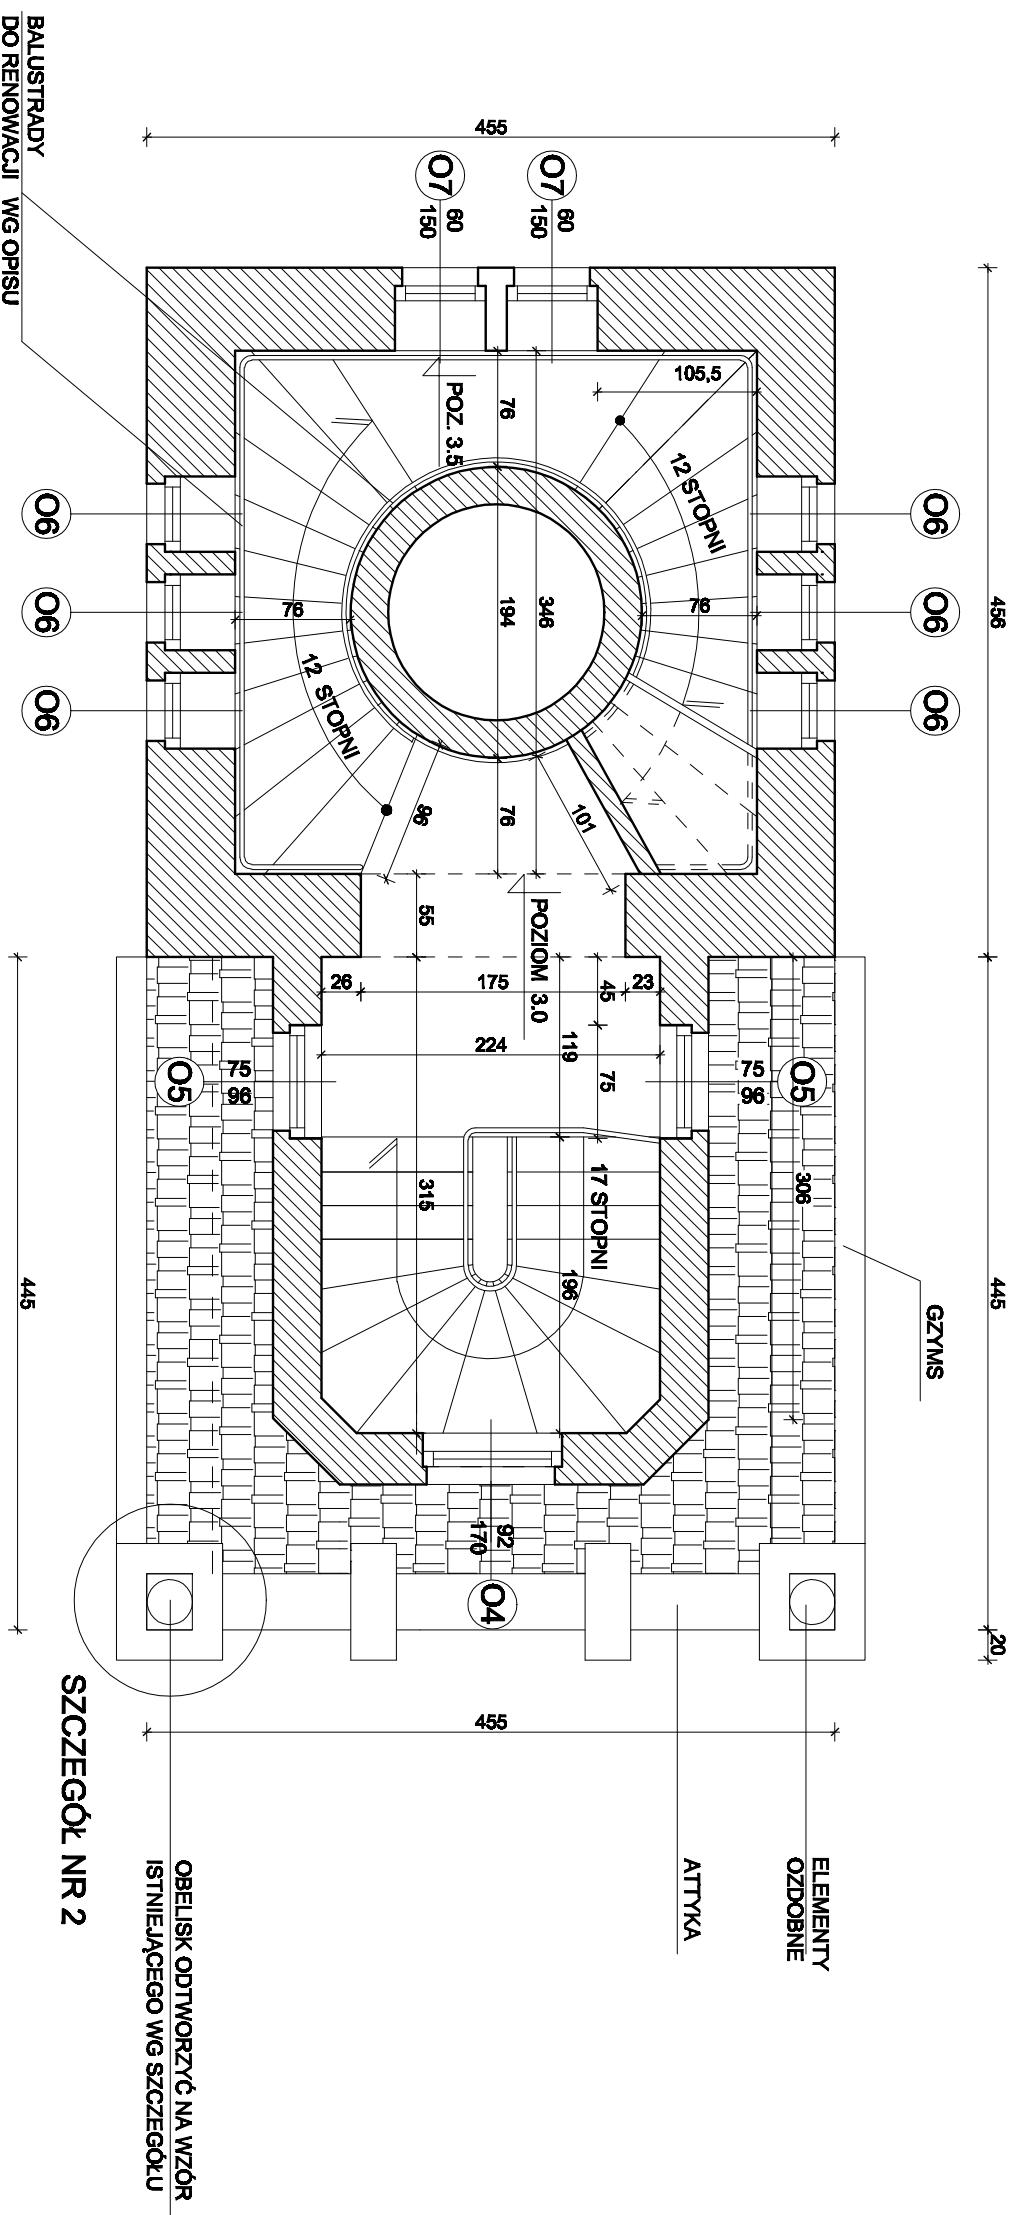 BALUSTRADY
DO RENOWACJI WG OPISU
455
O7
60
150
O7
60
150
456
O6
O6
O6
O6
O6
O6
105,5
12 STOPNI
POZ. 3.5
76
76
194
346
76
12 STOPNI
96
76
101
55
POZIOM 3.0
26
175
23
45
224
119
75
O5
75
96
O5
75
96
17 STOPNI
315
196
306
GZYMS
445
445
20
92
170
O4
455
SZCZEGÓŁ NR 2
ELEMENTY
OZDOBNE
ATTYKA
OBELISK ODTWORZYĆ NA WZÓR
ISTNIEJĄCEGO WG SZCZEGÓŁU